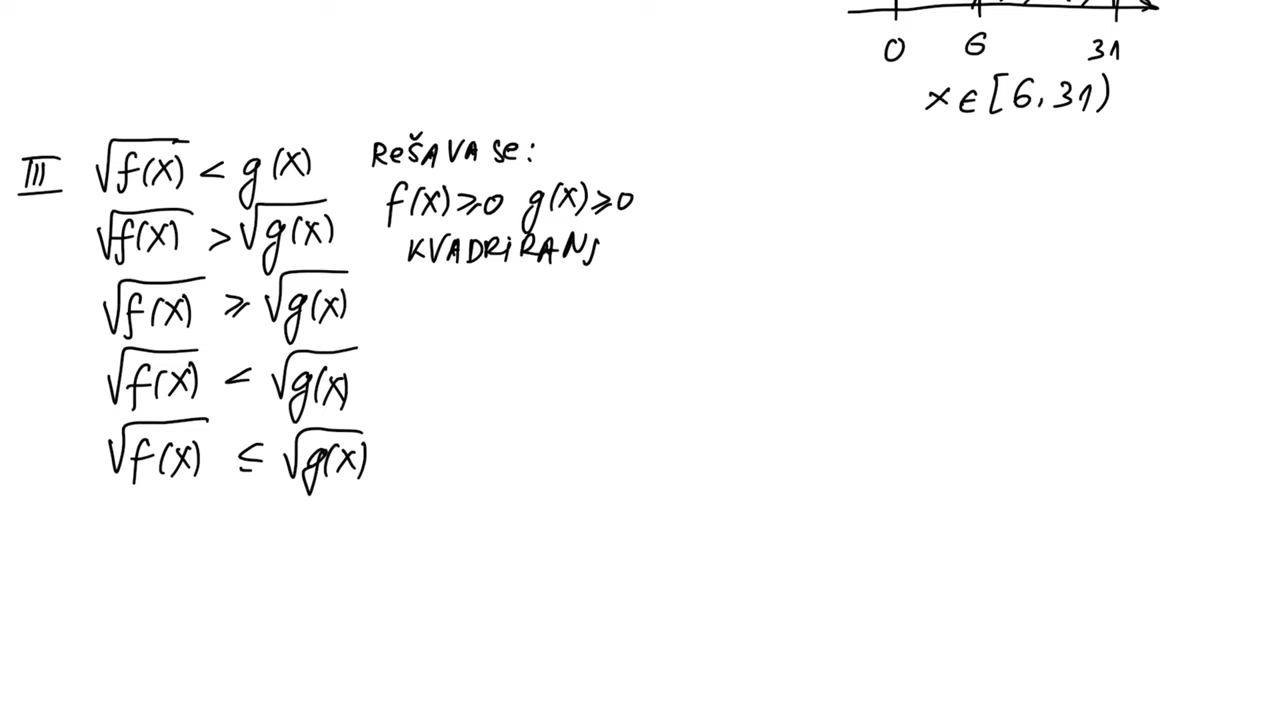 0 6 31
x ∈ [6, 31)
III √f(x) < g(x)
REŠAVA SE:
√f(x) > √g(x)
f(x) ≥ 0 g(x) ≥ 0
KVADRIRANJ
√f(x) ≥ √g(x)
√f(x) < √g(x)
√f(x) ≤ √g(x)